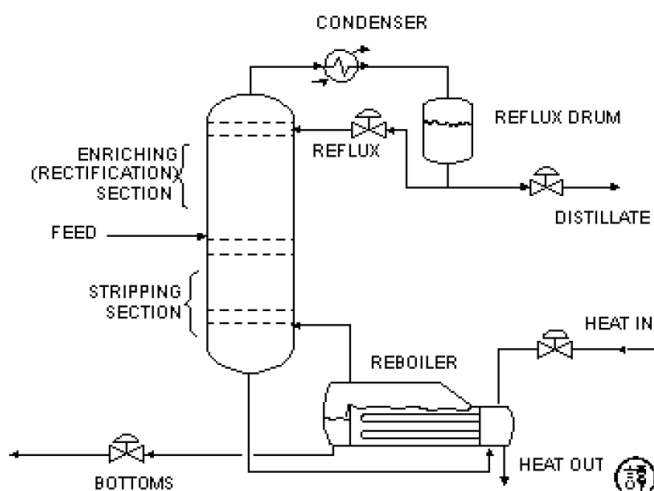 CONDENSER
REFLUX DRUM
REFLUX
ENRICHING
(RECTIFICATION)
SECTION
DISTILLATE
FEED
STRIPPING
SECTION
HEAT IN
REBOILER
HEAT OUT
BOTTOMS